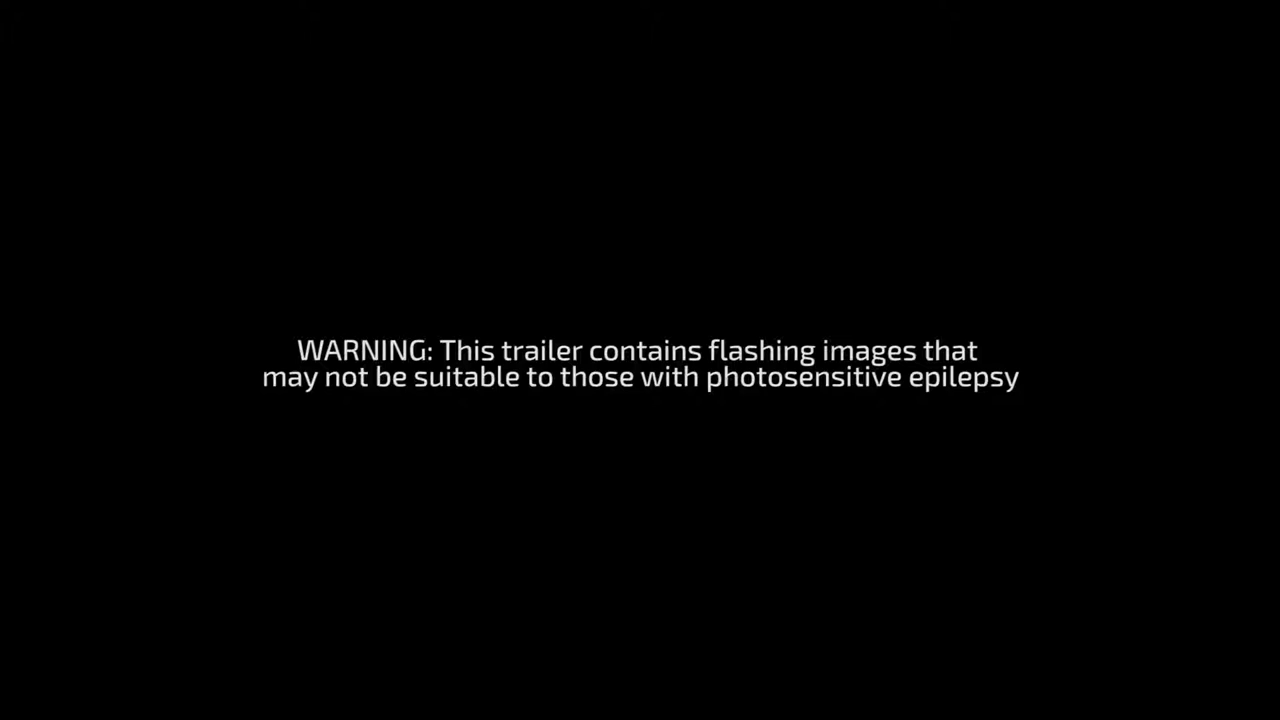 WARNING: This trailer contains flashing images that
may not be suitable to those with photosensitive epilepsy